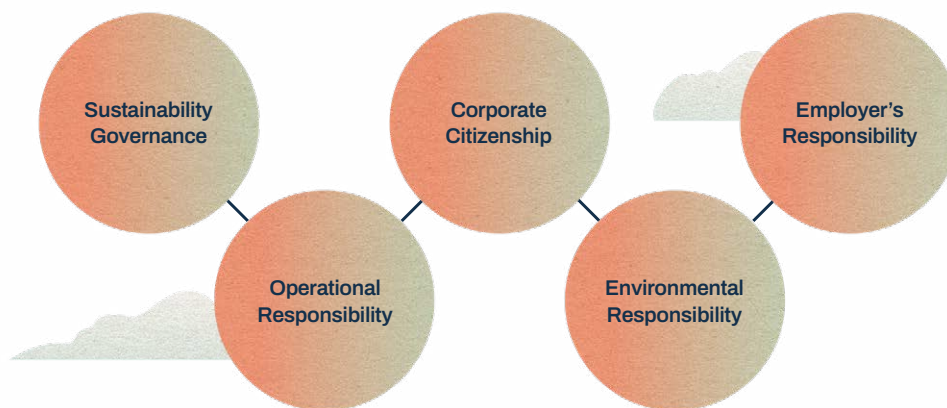 Sustainability
Governance
Operational
Responsibility
Corporate
Citizenship
Environmental
Responsibility
Employer's
Responsibility